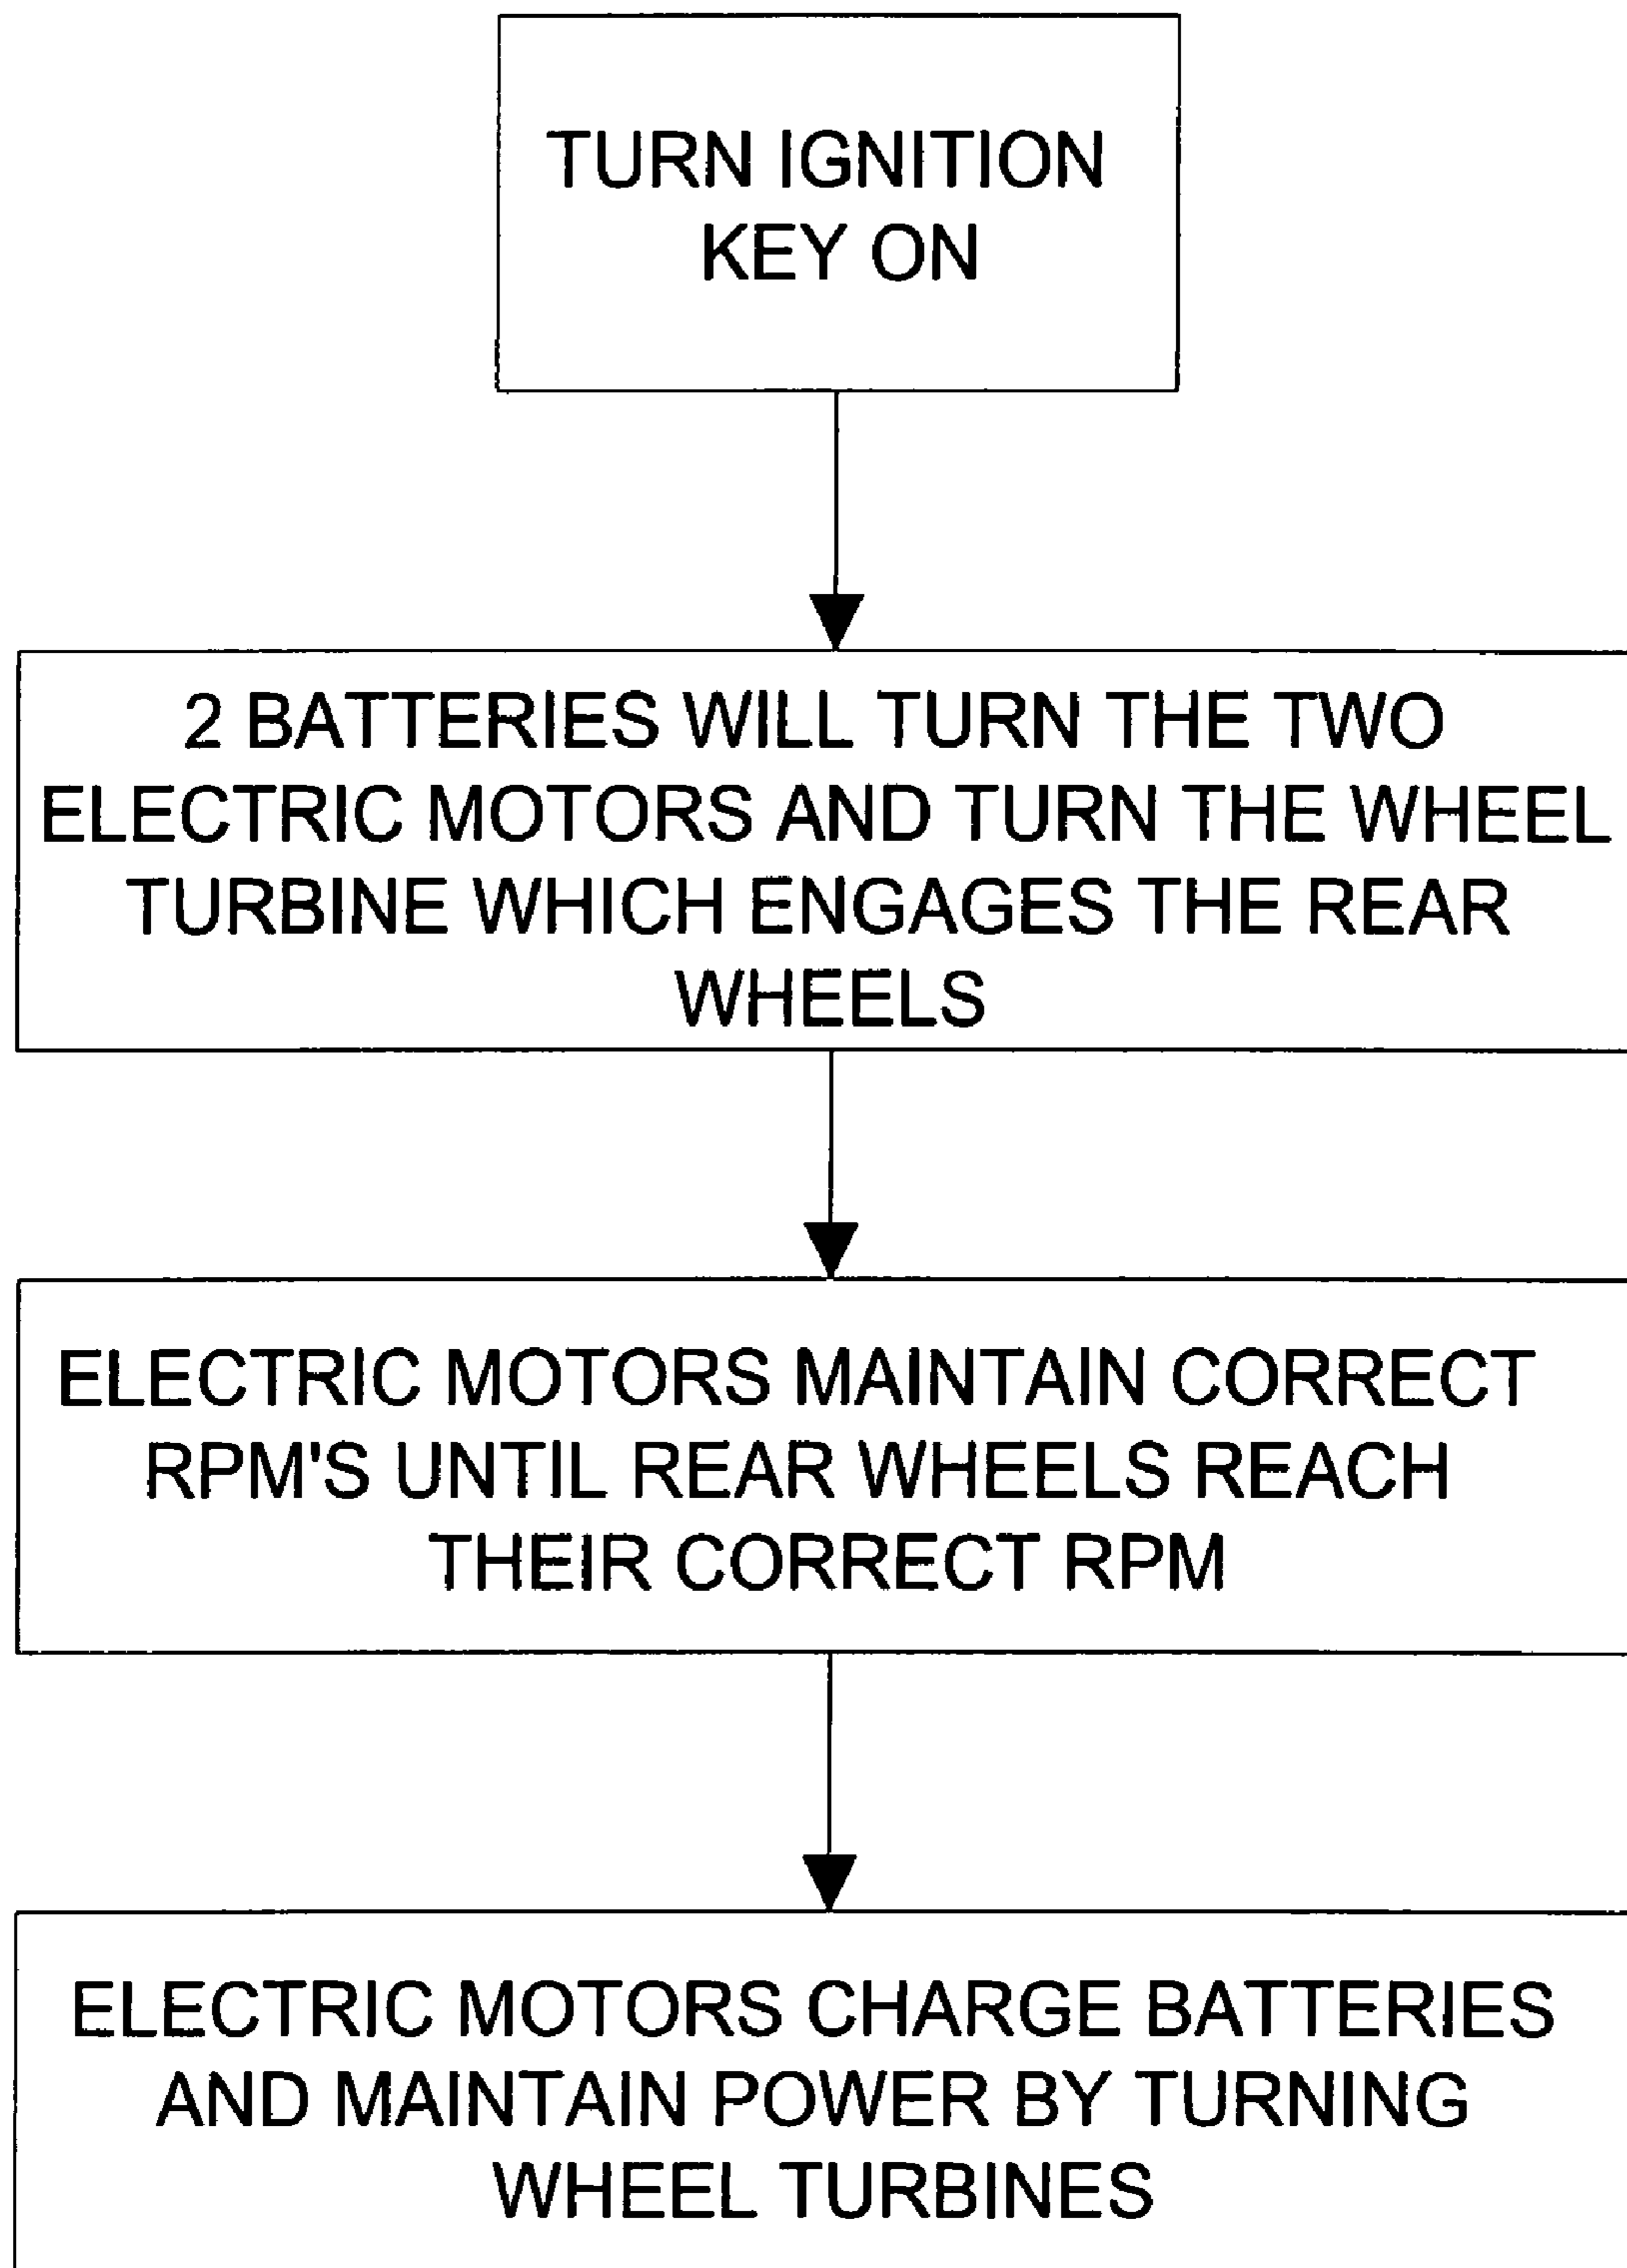 TURN IGNITION
KEY ON
2 BATTERIES WILL TURN THE TWO
ELECTRIC MOTORS AND TURN THE WHEEL
TURBINE WHICH ENGAGES THE REAR
WHEELS
ELECTRIC MOTORS MAINTAIN CORRECT
RPM'S UNTIL REAR WHEELS REACH
THEIR CORRECT RPM
ELECTRIC MOTORS CHARGE BATTERIES
AND MAINTAIN POWER BY TURNING
WHEEL TURBINES